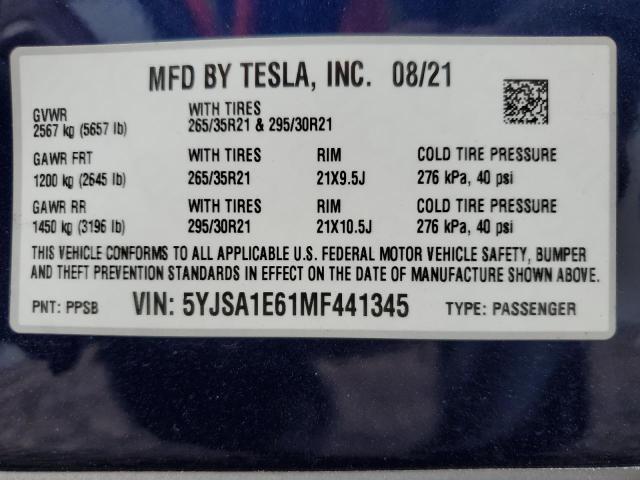 MFD BY TESLA, INC. 08/21
GVWR WITH TIRES
2567 kg (5657 lb) 265/35R21 & 295/30R21
GAWR FRT WITH TIRES RIM COLD TIRE PRESSURE
1200 kg (2645 lb) 265/35R21 21X9.5J 276 kPa, 40 psi
GAWR RR WITH TIRES RIM COLD TIRE PRESSURE
1450 kg (3196 lb) 295/30R21 21X10.5J 276 kPa, 40 psi
THIS VEHICLE CONFORMS TO ALL APPLICABLE U.S. FEDERAL MOTOR VEHICLE SAFETY, BUMPER
AND THEFT PREVENTION STANDARDS IN EFFECT ON THE DATE OF MANUFACTURE SHOWN ABOVE.
PNT: PPSB VIN: 5YJSA1E61MF441345 TYPE: PASSENGER